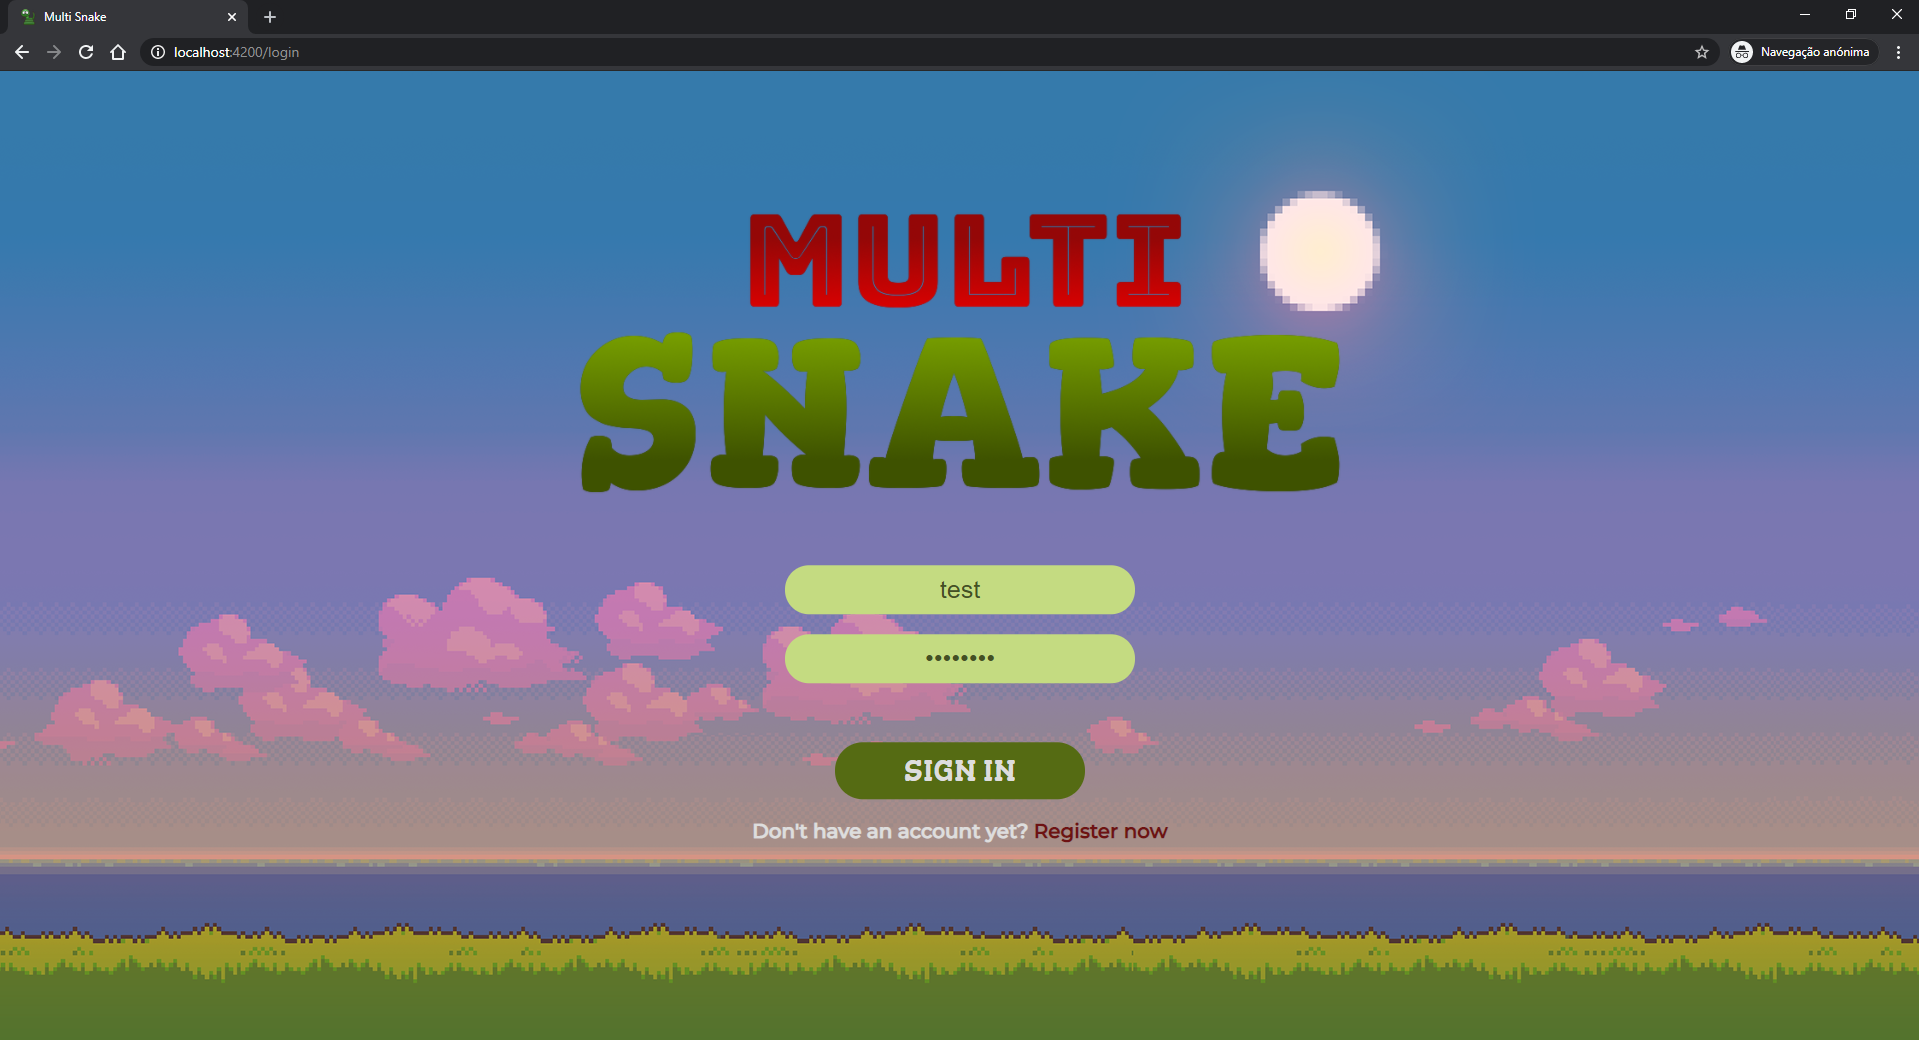 Multi Snake
localhost:4200/login
Navegação anónima
MULTI
SNAKE
test
••••••••
SIGN IN
Don't have an account yet? Register now